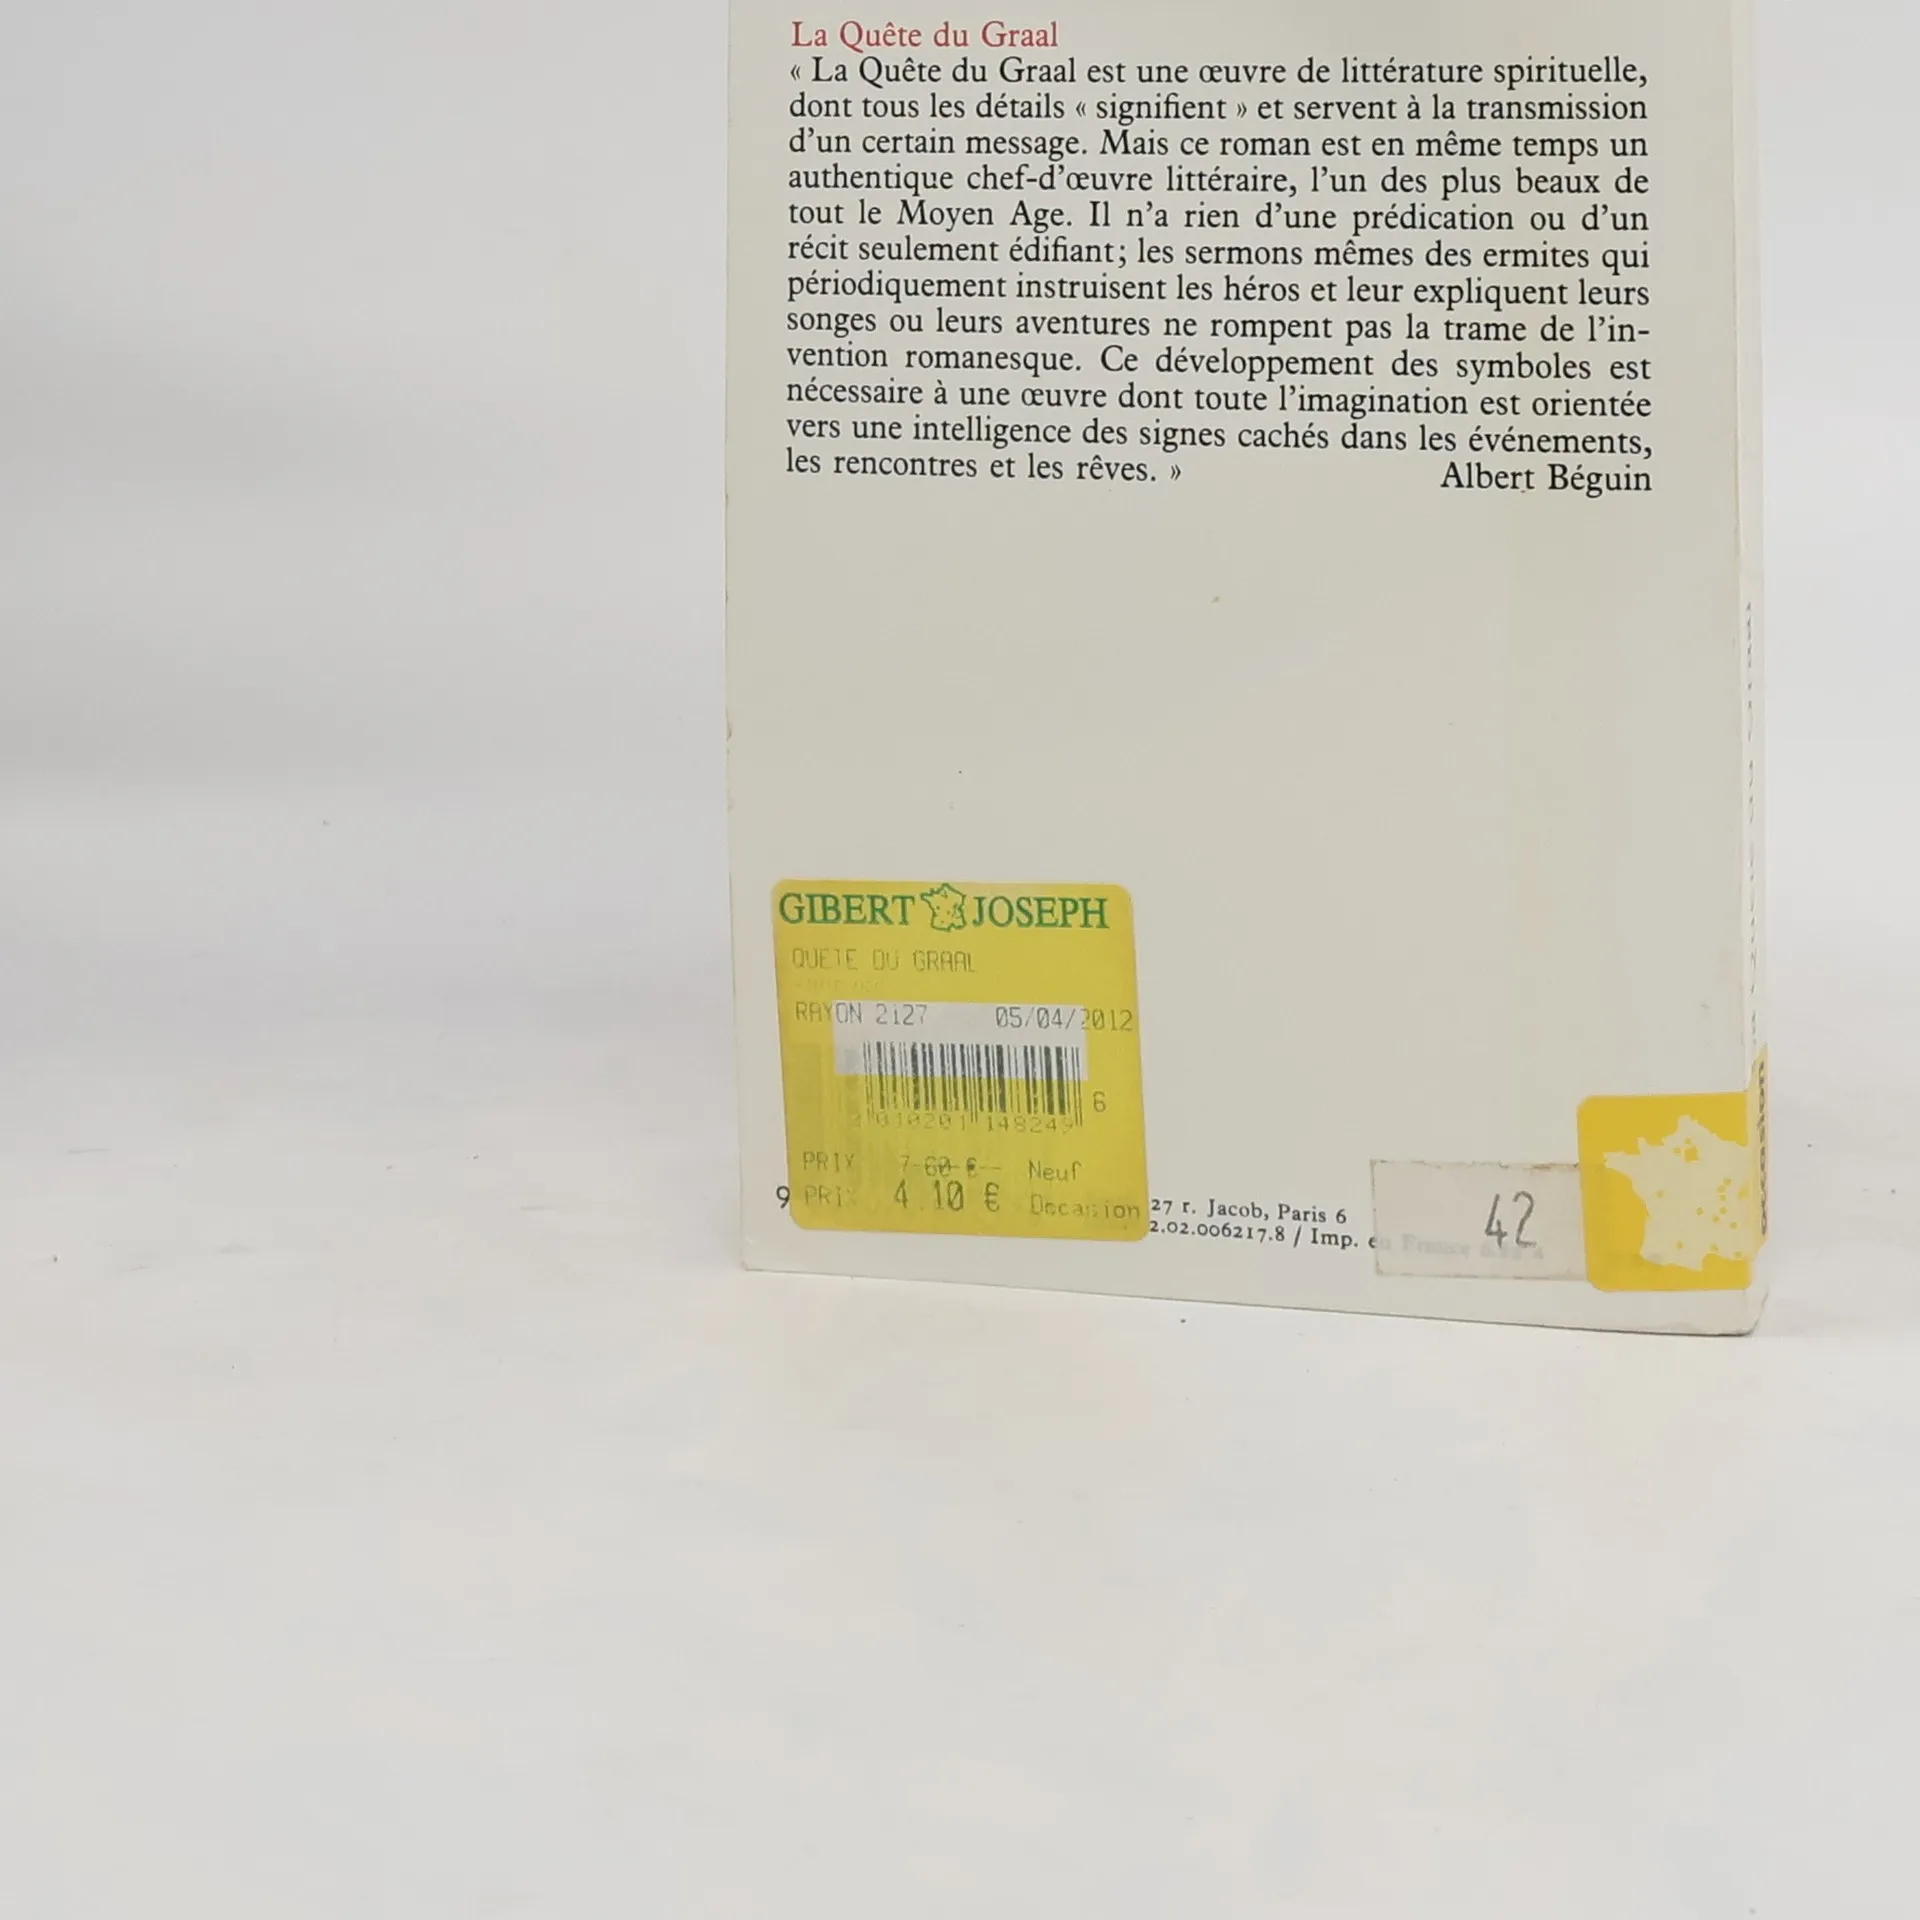 La Quête du Graal
« La Quête du Graal est une œuvre de littérature spirituelle,
dont tous les détails « signifient » et servent à la transmission
d’un certain message. Mais ce roman est en même temps un
authentique chef-d’œuvre littéraire, l’un des plus beaux de
tout le Moyen Age. Il n’a rien d’une prédication ou d’un
récit seulement édifiant; les sermons mêmes des ermites qui
périodiquement instruisent les héros et leur expliquent leurs
songes ou leurs aventures ne rompent pas la trame de l’in-
vention romanesque. Ce développement des symboles est
nécessaire à une œuvre dont toute l’imagination est orientée
vers une intelligence des signes cachés dans les événements,
les rencontres et les rêves. » Albert Béguin
GIBERT JOSEPH
QUETE DU GRAAL
RAYON 2127 05/04/2012
6
PRIX 7.60 € Neuf
9 PRIX 4.10 € Occasion
27 r. Jacob, Paris 6
2.02.006217.8 / Imp. en France
42
occasion